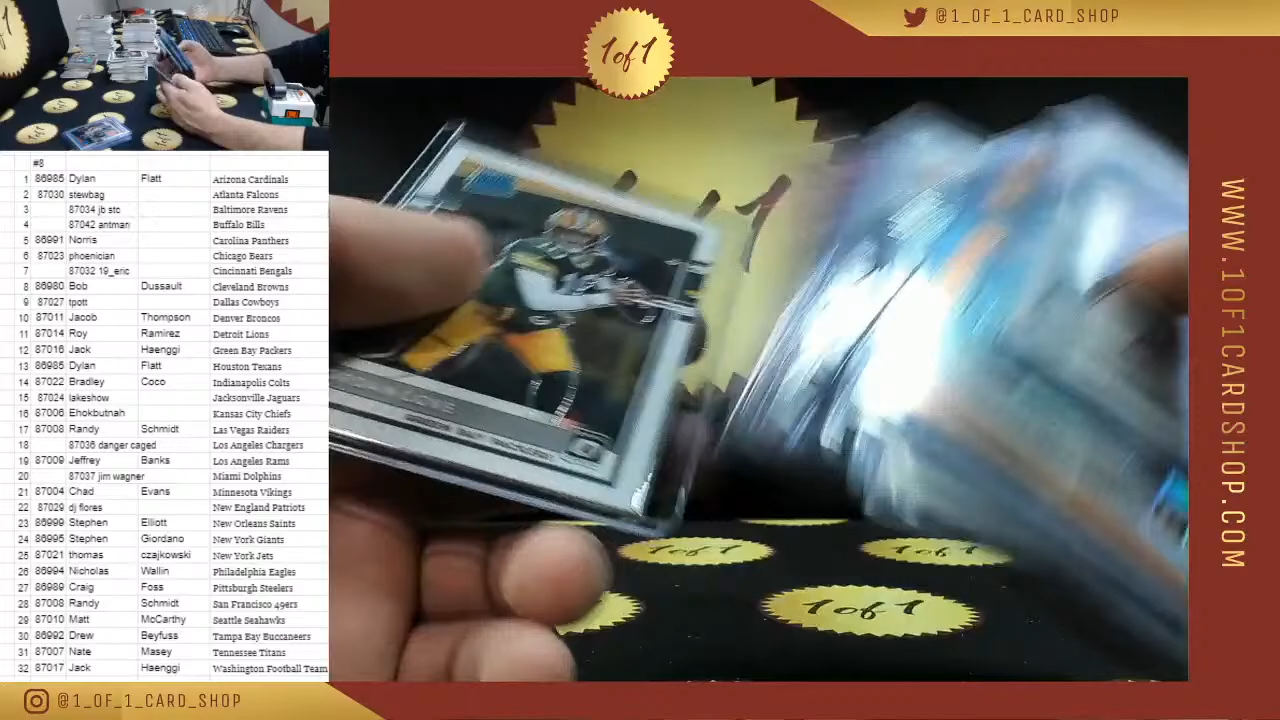 @1_OF_1_CARD_SHOP
1of1
#8
1 86985 Dylan Flatt Arizona Cardinals
2 87030 stewbag Atlanta Falcons
3 87034 jb stc Baltimore Ravens
4 87042 antman Buffalo Bills
5 86991 Norris Carolina Panthers
6 87023 phoenician Chicago Bears
7 87032 19_eric Cincinnati Bengals
8 86980 Bob Dussault Cleveland Browns
9 87027 tpott Dallas Cowboys
10 87011 Jacob Thompson Denver Broncos
11 87014 Roy Ramirez Detroit Lions
12 87016 Jack Haenggi Green Bay Packers
13 86985 Dylan Flatt Houston Texans
14 87022 Bradley Coco Indianapolis Colts
15 87024 lakeshow Jacksonville Jaguars
16 87006 Ehokbutnah Kansas City Chiefs
17 87008 Randy Schmidt Las Vegas Raiders
18 87036 danger caged Los Angeles Chargers
19 87009 Jeffrey Banks Los Angeles Rams
20 87037 jim wagner Miami Dolphins
21 87004 Chad Evans Minnesota Vikings
22 87029 dj flores New England Patriots
23 86999 Stephen Elliott New Orleans Saints
24 86995 Stephen Giordano New York Giants
25 87021 thomas czajkowski New York Jets
26 86994 Nicholas Wallin Philadelphia Eagles
27 86989 Craig Foss Pittsburgh Steelers
28 87008 Randy Schmidt San Francisco 49ers
29 87010 Matt McCarthy Seattle Seahawks
30 86992 Drew Beyfuss Tampa Bay Buccaneers
31 87007 Nate Masey Tennessee Titans
32 87017 Jack Haenggi Washington Football Team
1of1
1of1
1of1
WWW.1OF1CARDSHOP.COM
@1_OF_1_CARD_SHOP